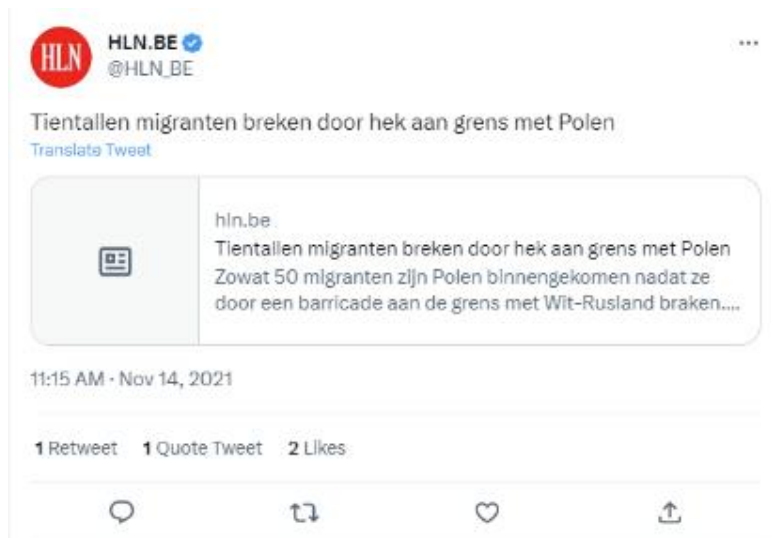 HLN
HLN.BE
@HLN_BE
Tientallen migranten breken door hek aan grens met Polen
Translate Tweet
hln.be
Tientallen migranten breken door hek aan grens met Polen
Zowat 50 migranten zijn Polen binnengekomen nadat ze
door een barricade aan de grens met Wit-Rusland braken....
11:15 AM · Nov 14, 2021
1 Retweet 1 Quote Tweet 2 Likes